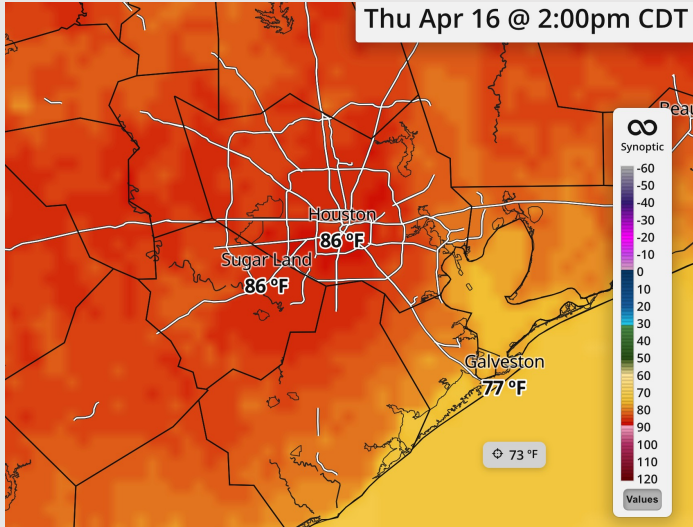 Thu Apr 16 @ 2:00pm CDT
Beau
Synoptic
-60
-50
-40
-30
-20
-10
0
10
20
30
40
50
60
70
80
90
100
110
120
Values
Houston
86 °F
Sugar Land
86 °F
Galveston
77 °F
73 °F